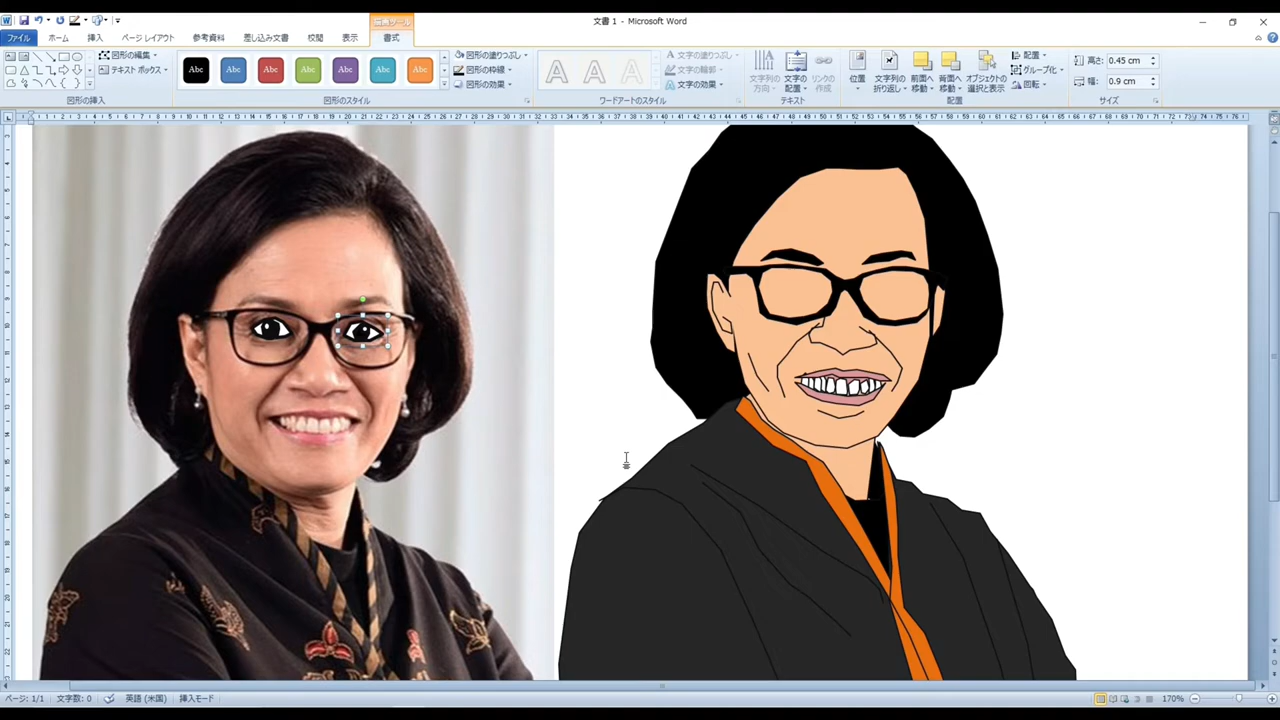 文書 1 - Microsoft Word
描画ツール
ファイル ホーム 挿入 ページ レイアウト 参考資料 差し込み文書 校閲 表示 書式
図形の編集
テキスト ボックス
図形の挿入
Abc Abc Abc Abc Abc Abc Abc
図形の塗りつぶし
図形の枠線
図形の効果
図形のスタイル
A A A
文字の塗りつぶし
文字の輪郭
文字の効果
ワードアートのスタイル
文字列の方向
文字の配置
リンクの作成
テキスト
位置
文字列の折り返し
前面へ移動
背面へ移動
オブジェクトの選択と表示
配置
グループ化
回転
配置
高さ: 0.45 cm
幅: 0.9 cm
サイズ
ページ: 1/1 文字数: 0 英語 (米国) 挿入モード 170%